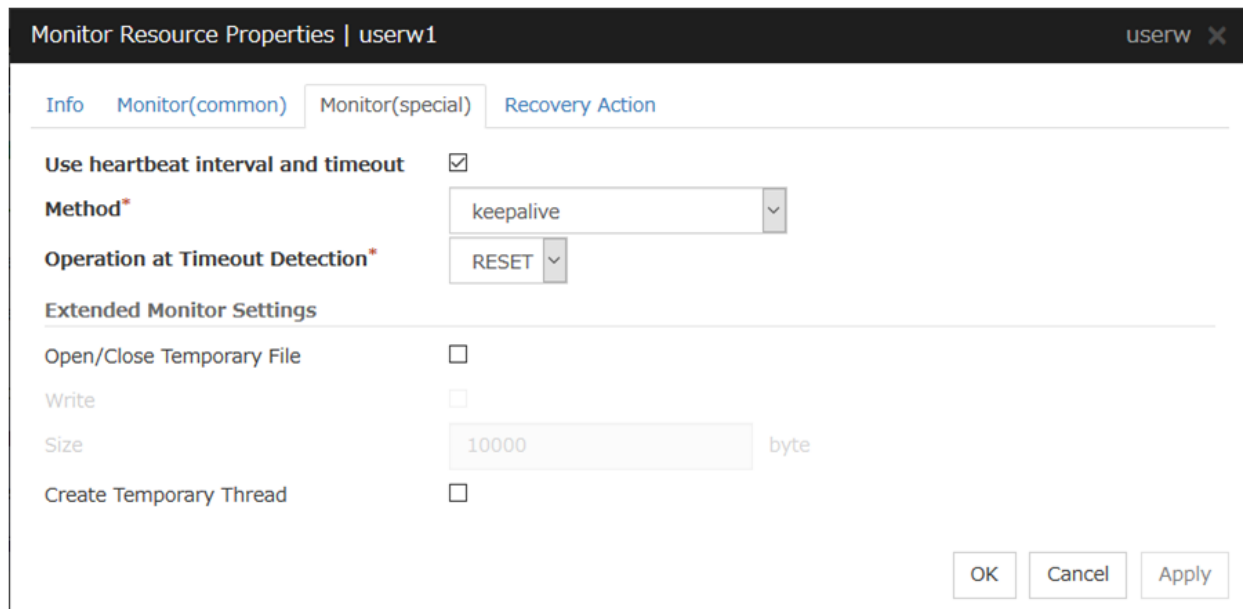 Monitor Resource Properties | userw1 userw ×
Info Monitor(common) Monitor(special) Recovery Action
Use heartbeat interval and timeout
Method* keepalive
Operation at Timeout Detection* RESET
Extended Monitor Settings
Open/Close Temporary File
Write
Size 10000 byte
Create Temporary Thread
OK Cancel Apply